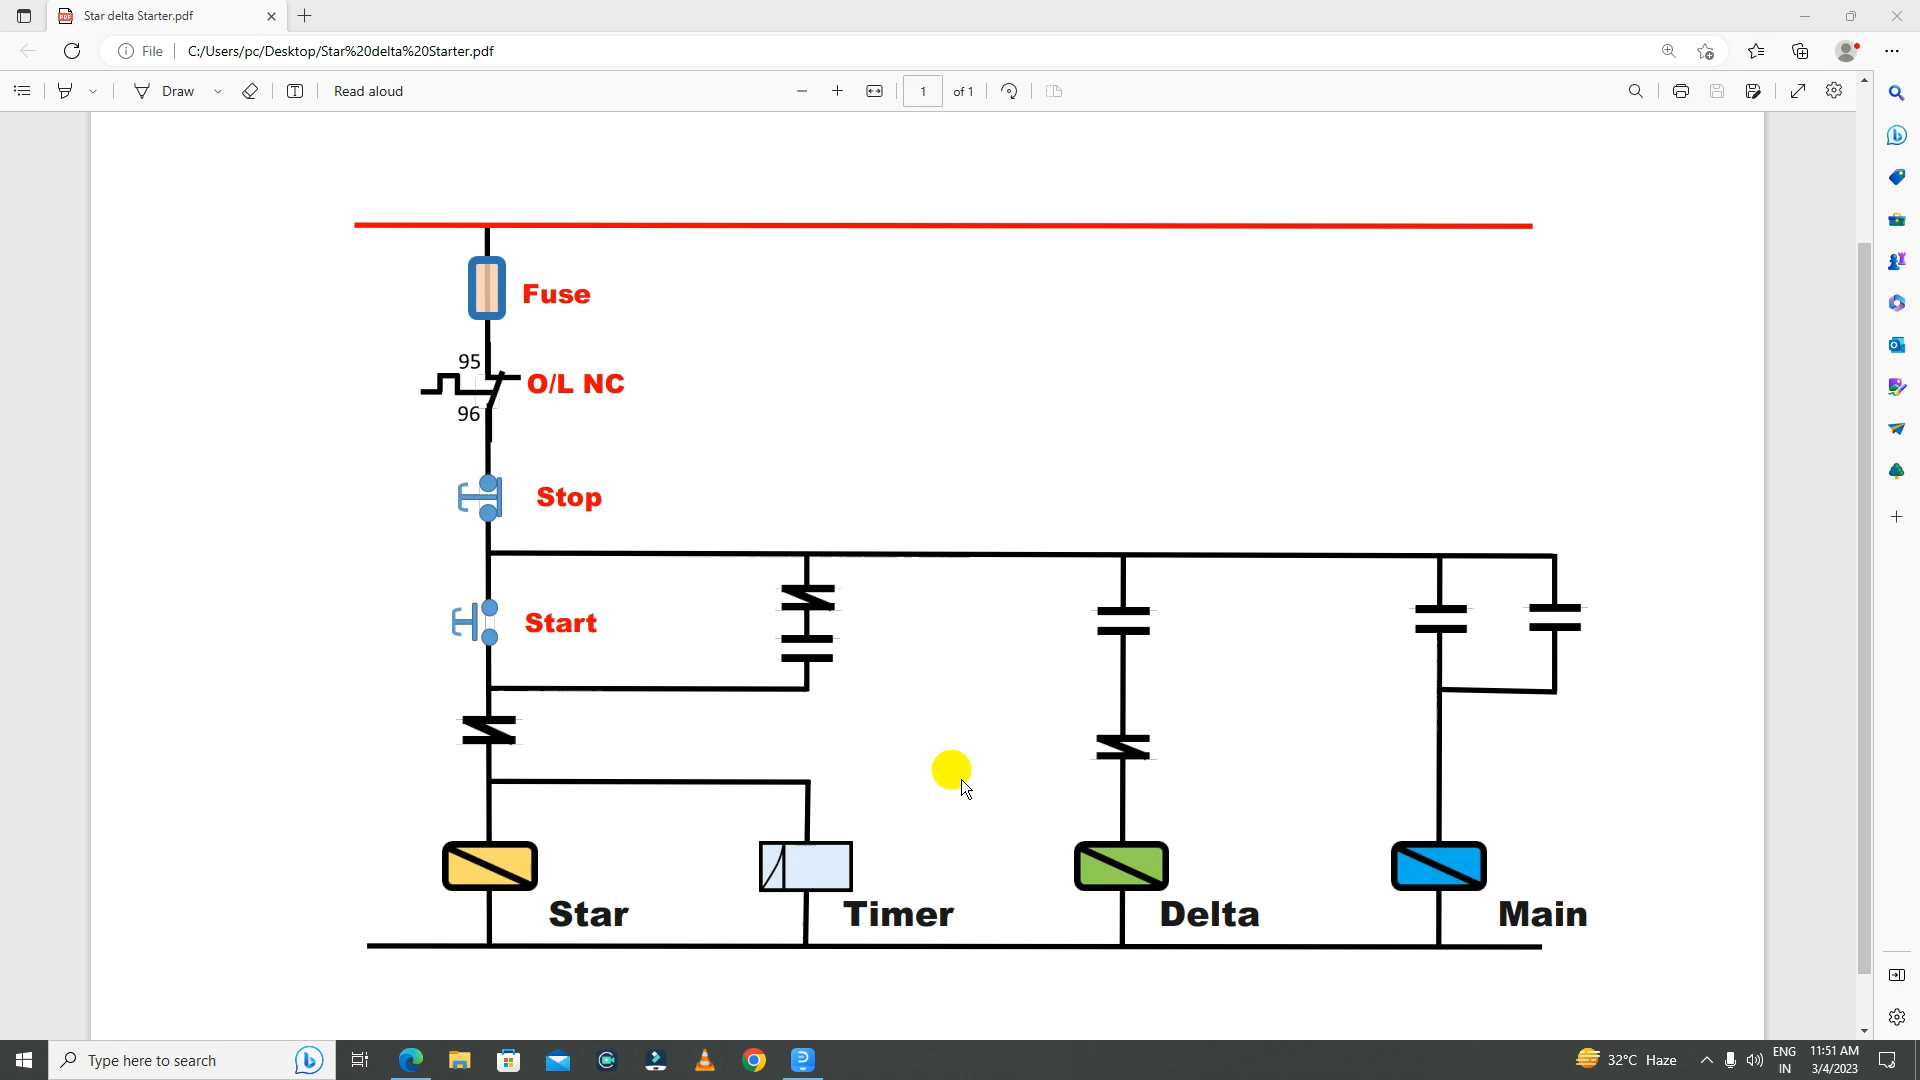 Star delta Starter.pdf
File
C:/Users/pc/Desktop/Star%20delta%20Starter.pdf
Draw
Read aloud
1
of 1
Fuse
95
O/L NC
96
Stop
Start
Star
Timer
Delta
Main
Type here to search
32°C Haze
ENG
IN
11:51 AM
3/4/2023